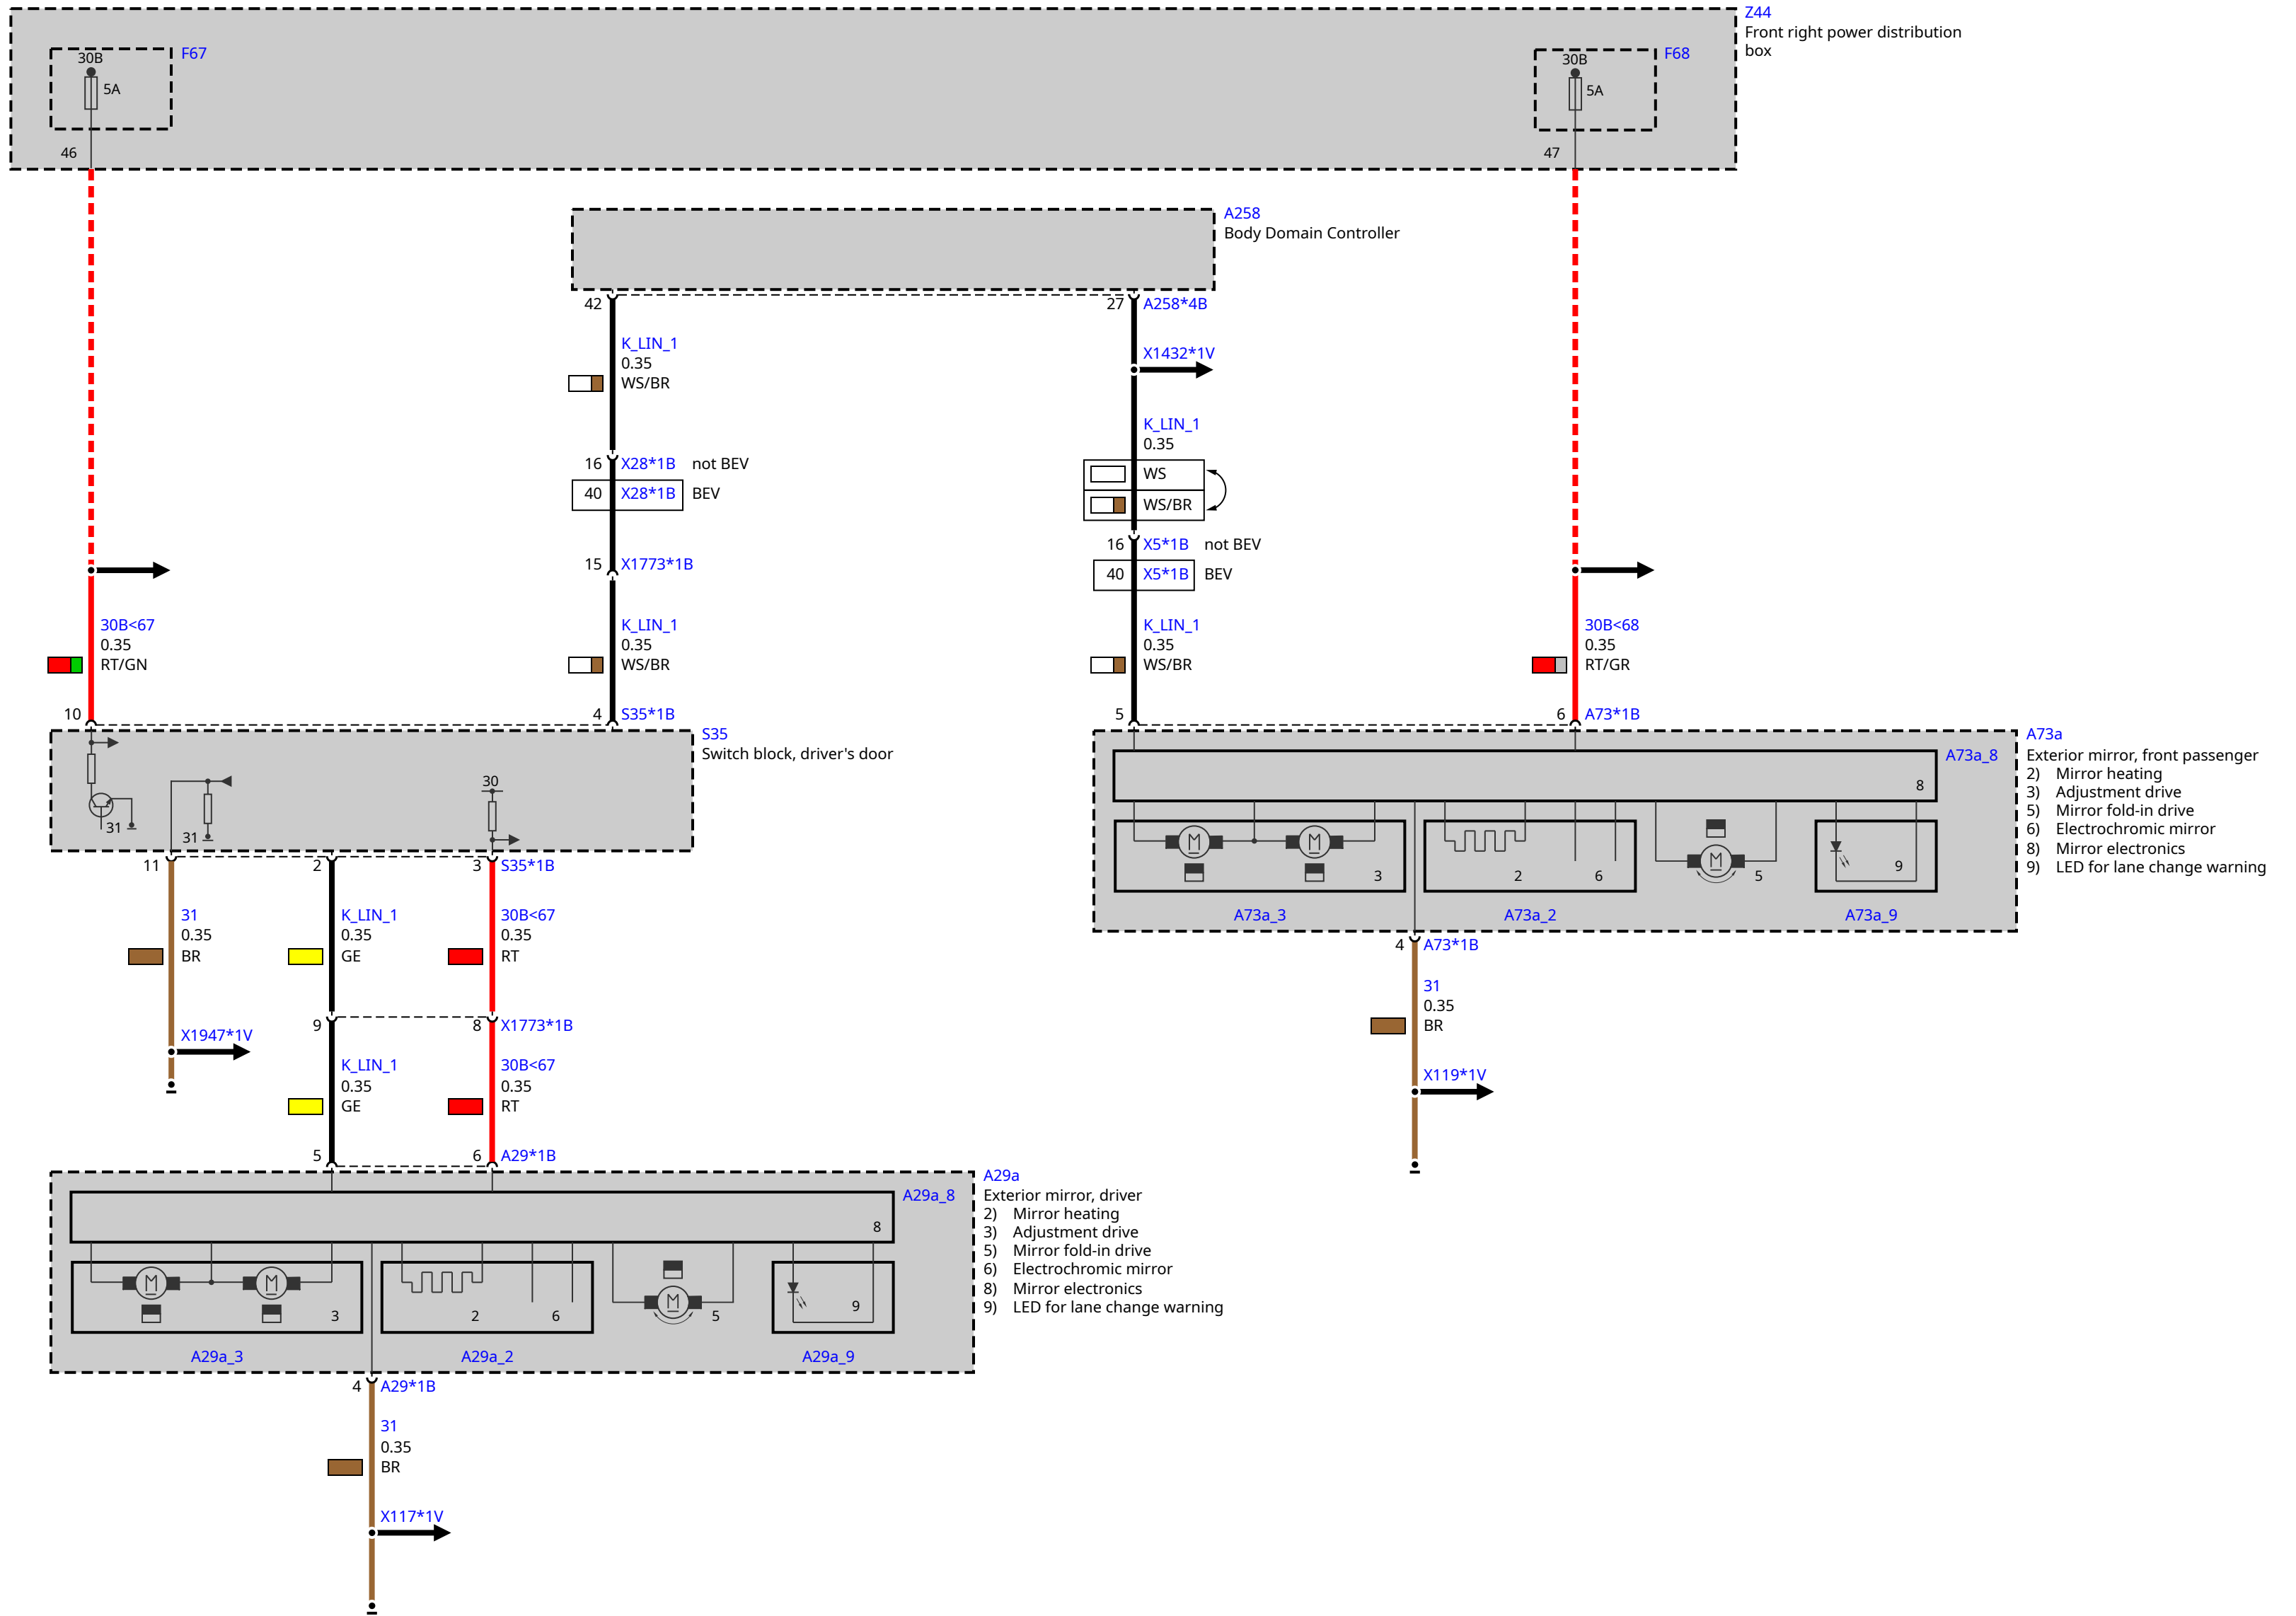 Z44
Front right power distribution
box
F67
30B
5A
46
F68
30B
5A
47
A258
Body Domain Controller
42
27
A258*4B
X1432*1V
K_LIN_1
0.35
WS/BR
K_LIN_1
0.35
WS
WS/BR
16 X28*1B not BEV
40 X28*1B BEV
16 X5*1B not BEV
40 X5*1B BEV
15 X1773*1B
30B<67
0.35
RT/GN
K_LIN_1
0.35
WS/BR
K_LIN_1
0.35
WS/BR
30B<68
0.35
RT/GR
10
4 S35*1B
5
6 A73*1B
S35
Switch block, driver's door
31
31
30
A73a
Exterior mirror, front passenger
2) Mirror heating
3) Adjustment drive
5) Mirror fold-in drive
6) Electrochromic mirror
8) Mirror electronics
9) LED for lane change warning
A73a_8
8
M
M
3
2
6
M
5
9
A73a_3
A73a_2
A73a_9
11
2
3 S35*1B
31
0.35
BR
K_LIN_1
0.35
GE
30B<67
0.35
RT
4 A73*1B
31
0.35
BR
X119*1V
X1947*1V
9
8 X1773*1B
K_LIN_1
0.35
GE
30B<67
0.35
RT
5
6 A29*1B
A29a
Exterior mirror, driver
2) Mirror heating
3) Adjustment drive
5) Mirror fold-in drive
6) Electrochromic mirror
8) Mirror electronics
9) LED for lane change warning
A29a_8
8
M
M
3
2
6
M
5
9
A29a_3
A29a_2
A29a_9
4 A29*1B
31
0.35
BR
X117*1V